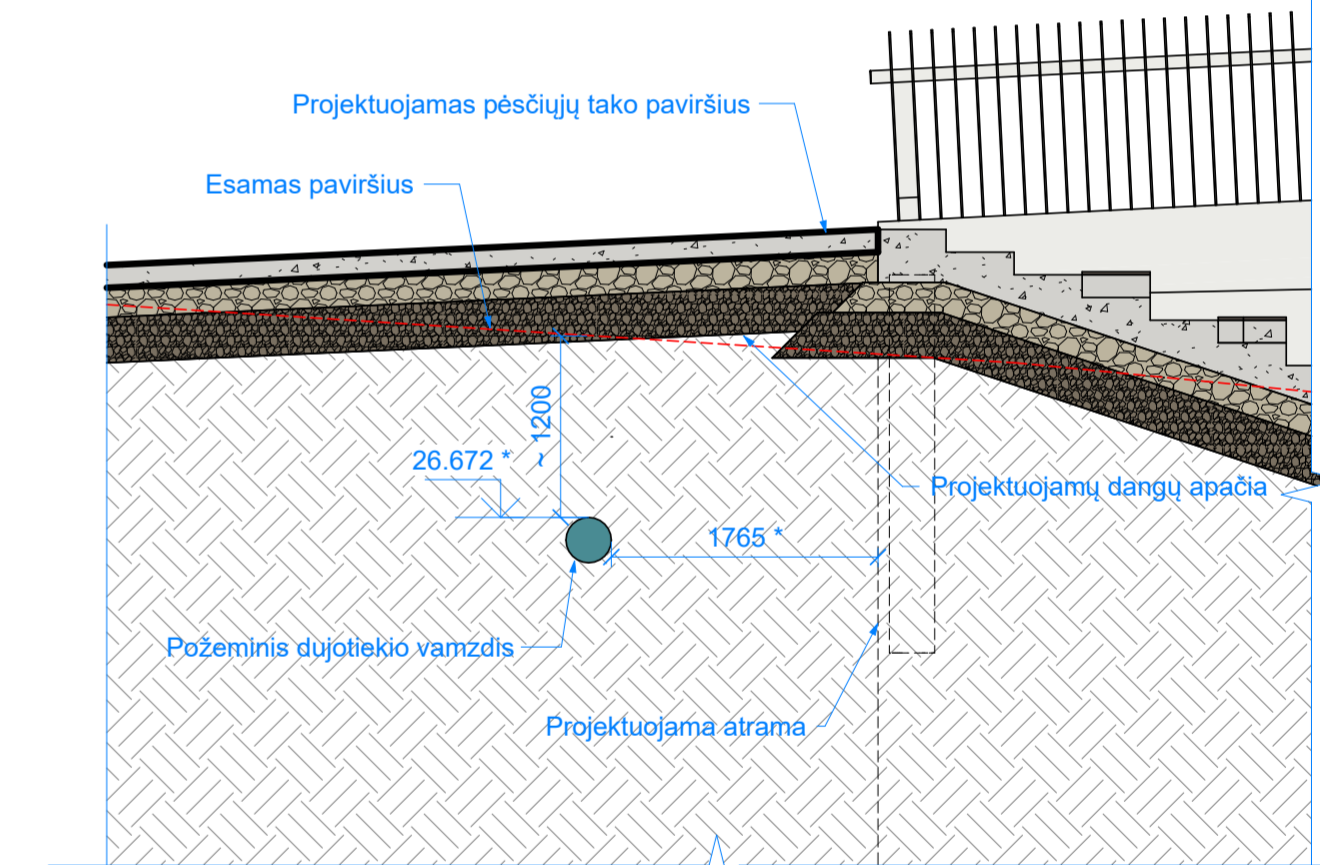 Projektuojamas pėsčiųjų tako paviršius
Esamas paviršius
~ 1200
26.672 *
Projektuojamų dangų apačia
1765 *
Požeminis dujotiekio vamzdis
Projektuojama atrama